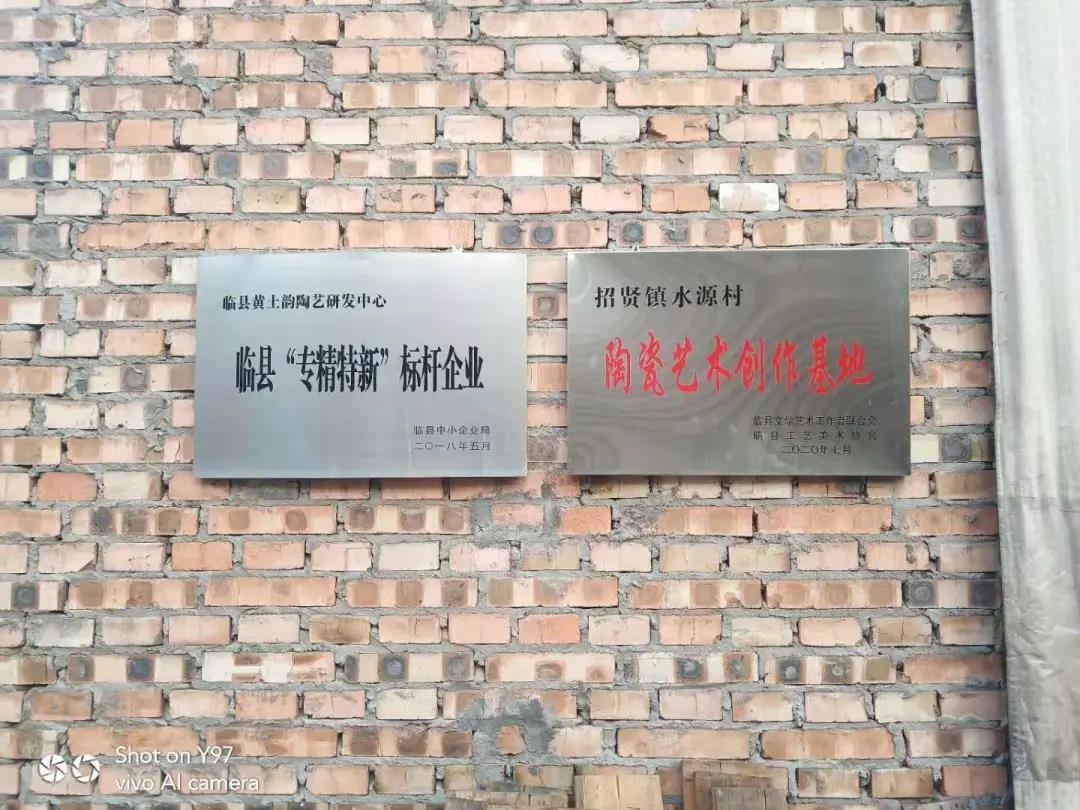 临县黄土韵陶艺研发中心
临县“专精特新”标杆企业
临县中小企业局
二〇一八年五月
招贤镇水源村
陶瓷艺术创作基地
临县文学艺术工作者联合会
临县工艺美术协会
二〇二〇年七月
Shot on Y97
vivo AI camera